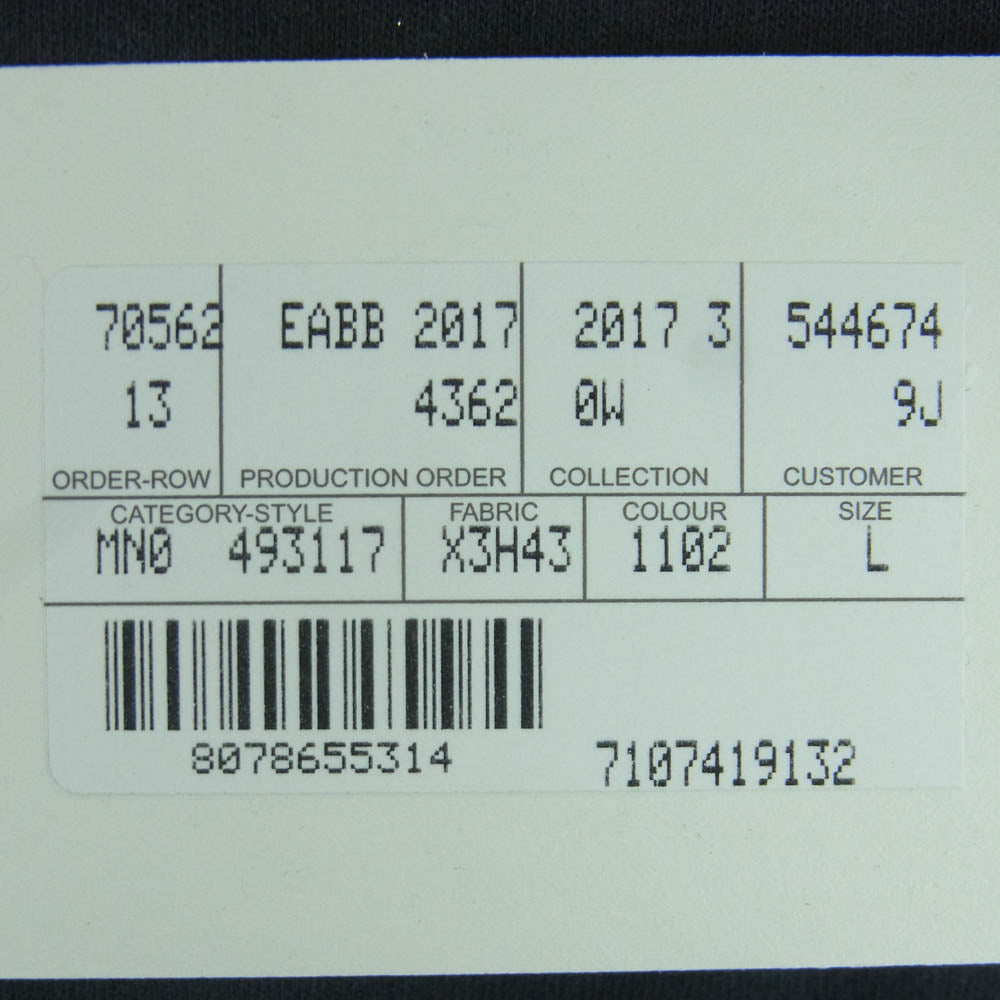 70562 EABB 2017 2017 3 544674
13 4362 0W 9J
ORDER-ROW PRODUCTION ORDER COLLECTION CUSTOMER
CATEGORY-STYLE FABRIC COLOUR SIZE
MN0 493117 X3H43 1102 L
8078655314 7107419132